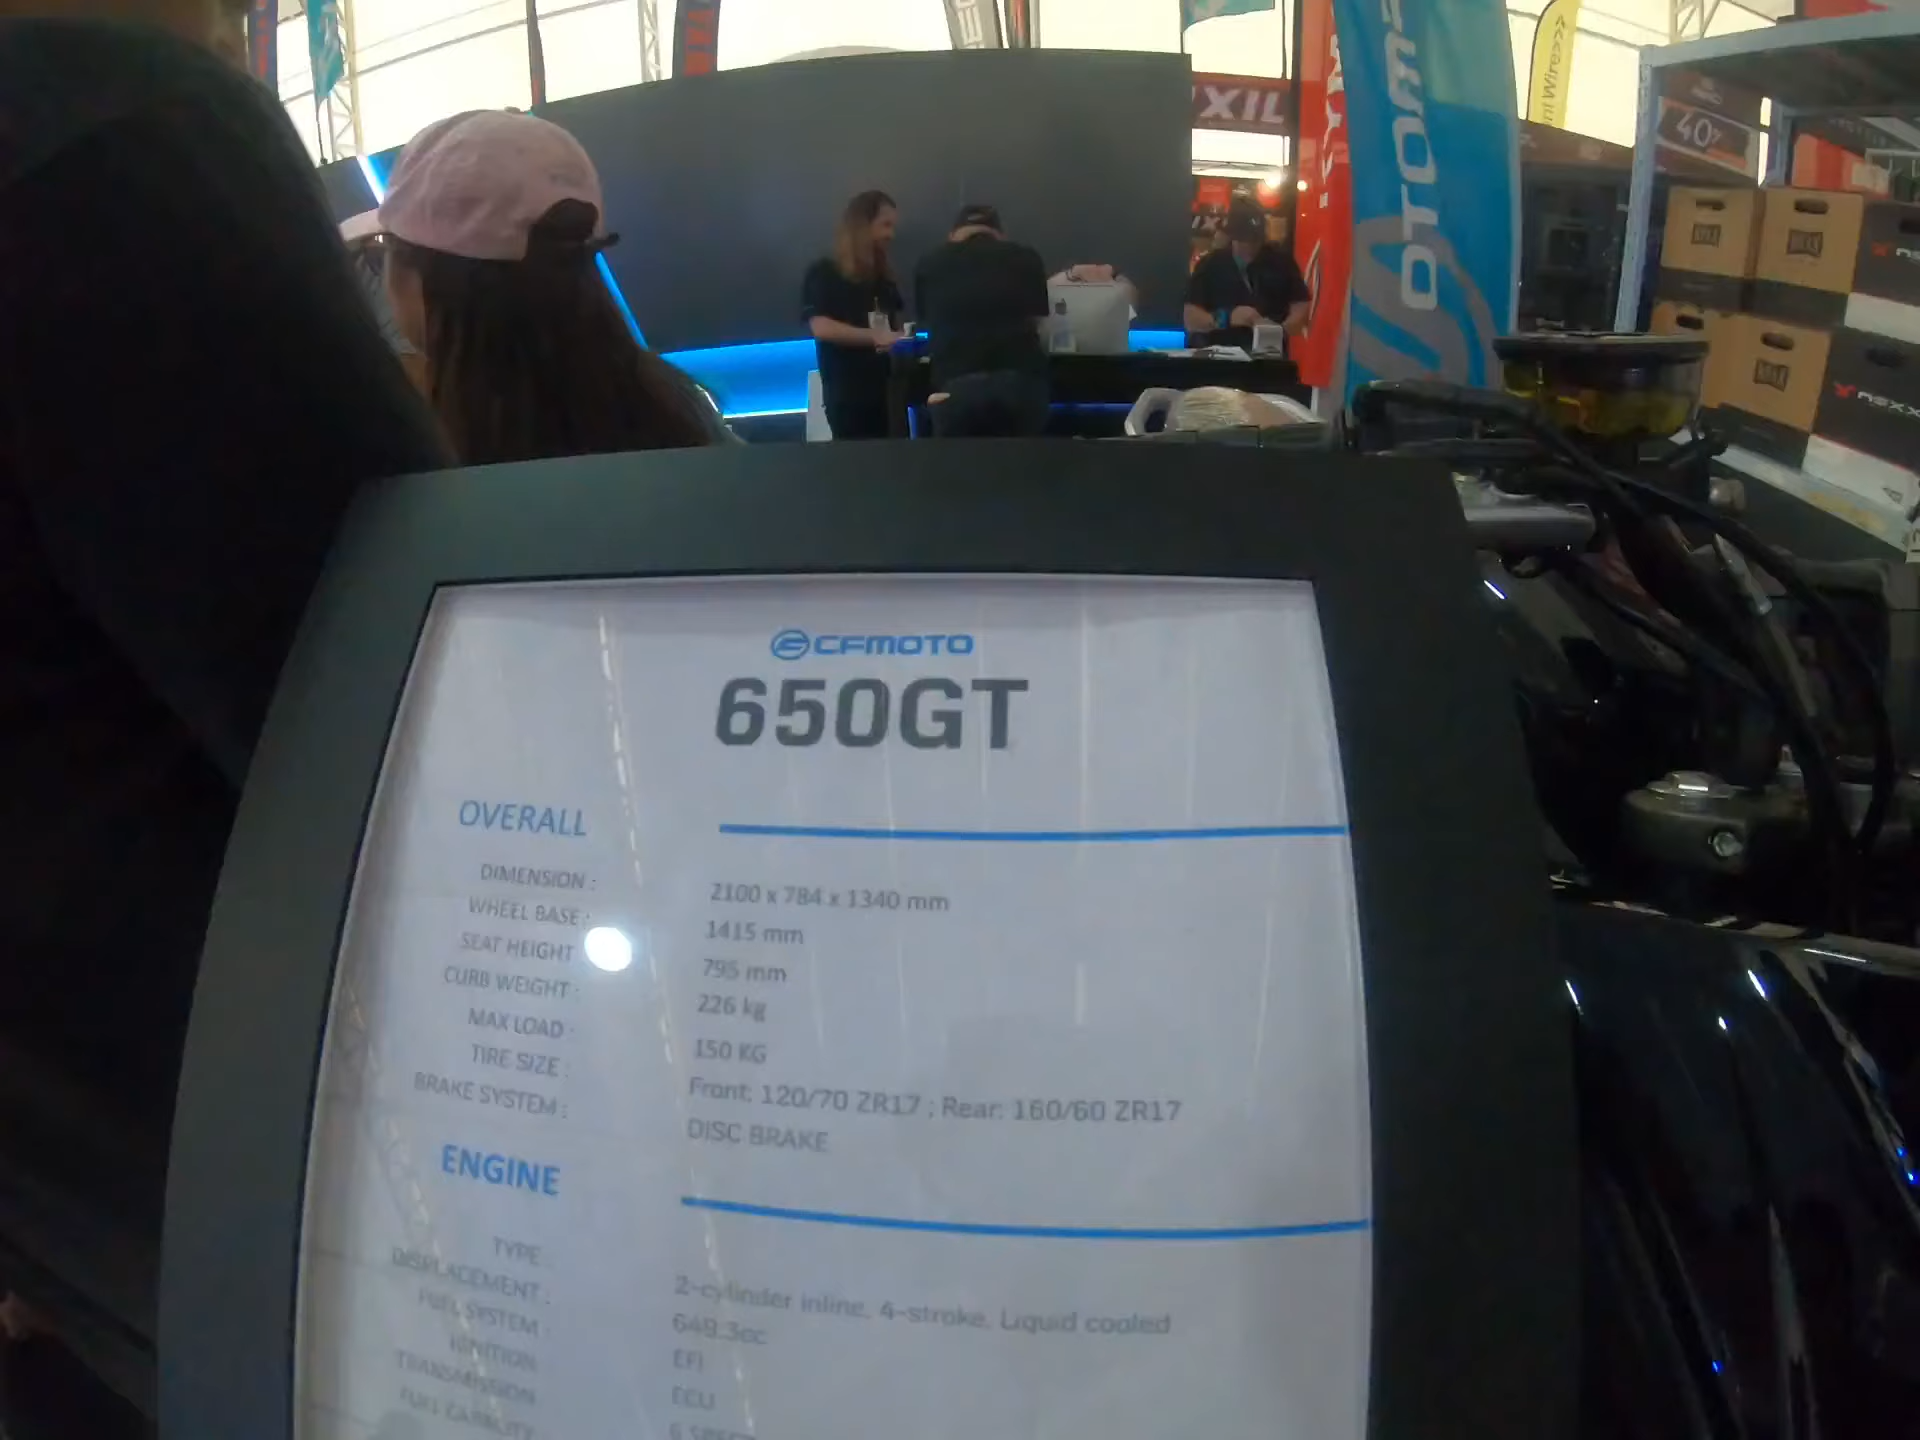 XIL
OTOM
40%
CFMOTO
650GT
OVERALL
DIMENSION : 2100 x 784 x 1340 mm
WHEEL BASE : 1415 mm
SEAT HEIGHT 795 mm
CURB WEIGHT : 226 kg
MAX LOAD : 150 KG
TIRE SIZE : Front: 120/70 ZR17 ; Rear: 160/60 ZR17
BRAKE SYSTEM : DISC BRAKE
ENGINE
TYPE 2-cylinder inline, 4-stroke, Liquid cooled
DISPLACEMENT : 649.3cc
FUEL SYSTEM EFI
IGNITION ECU
TRANSMISSION
FUEL CAPACITY